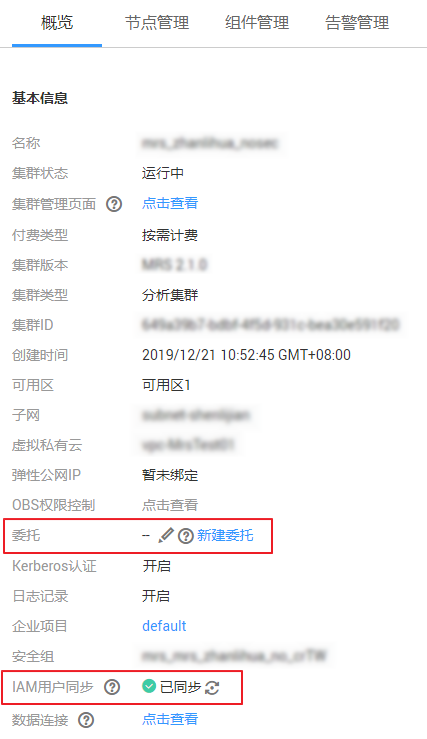 概览 节点管理 组件管理 告警管理
基本信息
名称
集群状态 运行中
集群管理页面 点击查看
付费类型 按需计费
集群版本 MRS 2.1.0
集群类型 分析集群
集群ID
创建时间 2019/12/21 10:52:45 GMT+08:00
可用区 可用区1
子网
虚拟私有云
弹性公网IP 暂未绑定
OBS权限控制 点击查看
委托 -- 新建委托
Kerberos认证 开启
日志记录 开启
企业项目 default
安全组
IAM用户同步 已同步
数据连接 点击查看